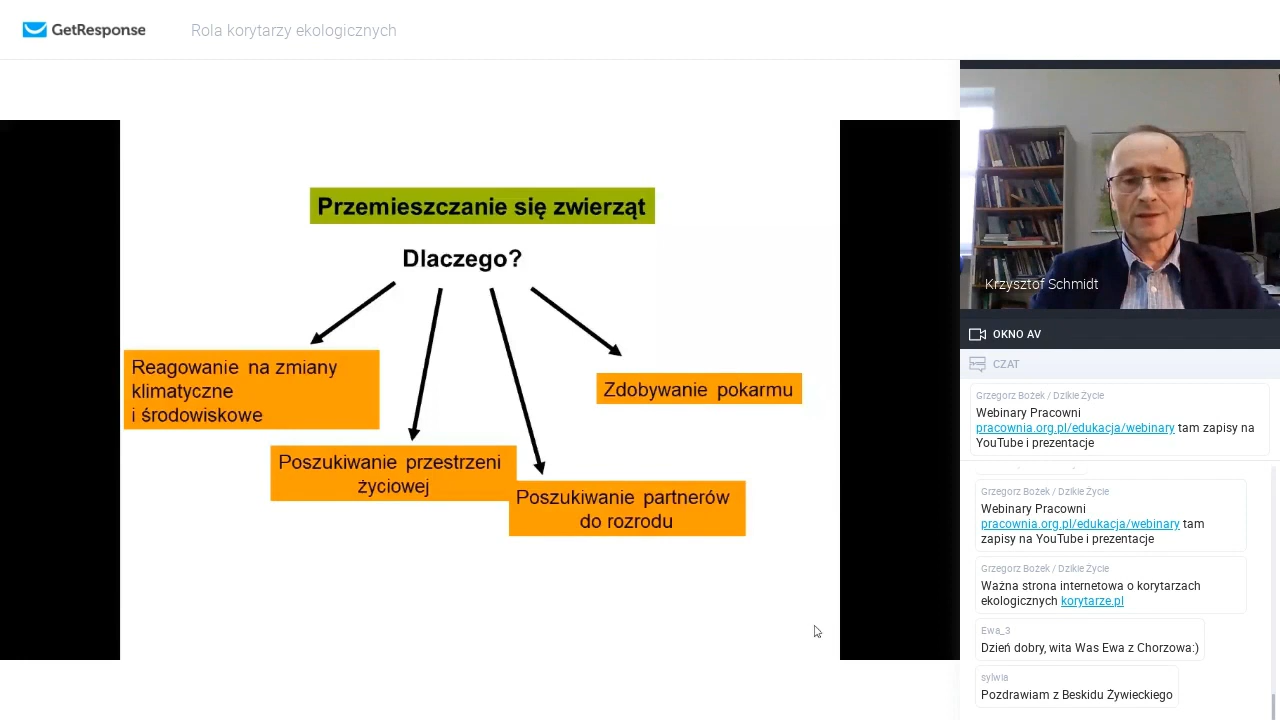 GetResponse
Rola korytarzy ekologicznych
Przemieszczanie się zwierząt
Dlaczego?
Reagowanie na zmiany
klimatyczne
i środowiskowe
Zdobywanie pokarmu
Poszukiwanie przestrzeni
życiowej
Poszukiwanie partnerów
do rozrodu
Krzysztof Schmidt
OKNO AV
CZAT
Grzegorz Bożek / Dzikie Życie
Webinary Pracowni
pracownia.org.pl/edukacja/webinary tam zapisy na
YouTube i prezentacje
Grzegorz Bożek / Dzikie Życie
Webinary Pracowni
pracownia.org.pl/edukacja/webinary tam
zapisy na YouTube i prezentacje
Grzegorz Bożek / Dzikie Życie
Ważna strona internetowa o korytarzach
ekologicznych korytarze.pl
Ewa_3
Dzień dobry, wita Was Ewa z Chorzowa:)
sylwia
Pozdrawiam z Beskidu Żywieckiego